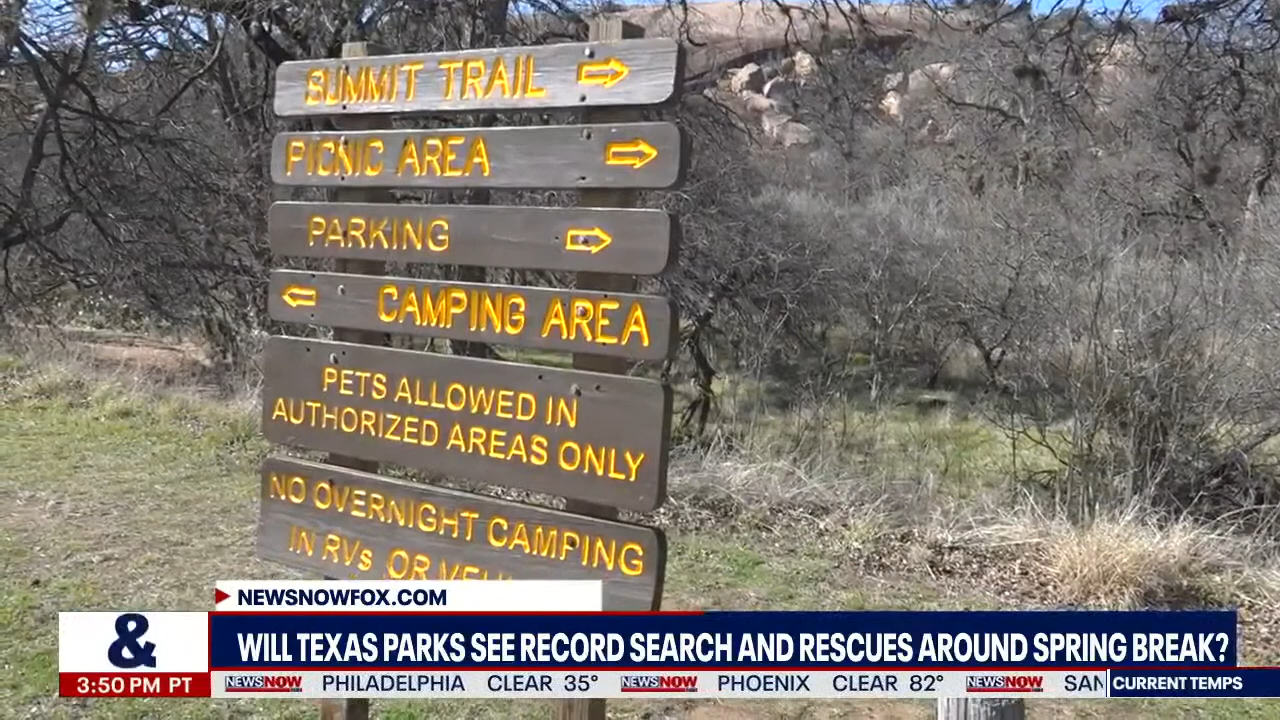 SUMMIT TRAIL
PICNIC AREA
PARKING
CAMPING AREA
PETS ALLOWED IN
AUTHORIZED AREAS ONLY
NO OVERNIGHT CAMPING
IN RVs OR
NEWSNOWFOX.COM
&
WILL TEXAS PARKS SEE RECORD SEARCH AND RESCUES AROUND SPRING BREAK?
3:50 PM PT NEWSNOW PHILADELPHIA CLEAR 35° NEWSNOW PHOENIX CLEAR 82° NEWSNOW SAN CURRENT TEMPS